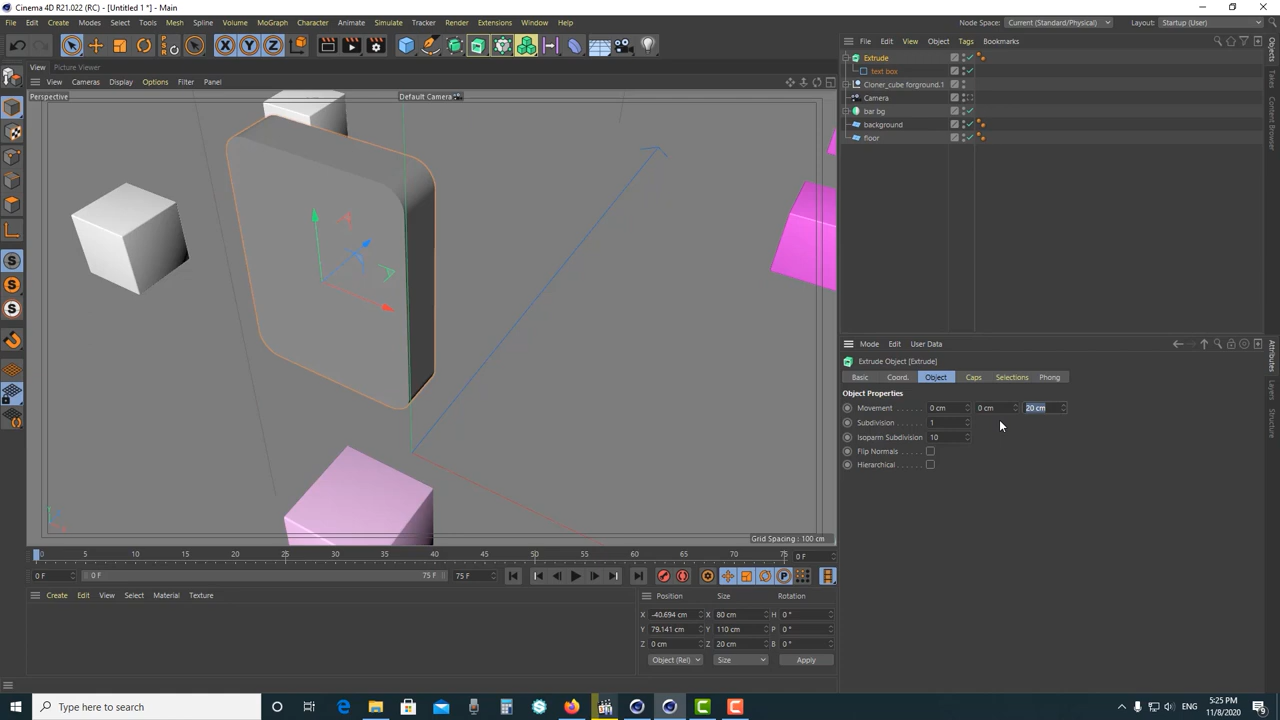 Cinema 4D R21.022 (RC) - [Untitled 1 *] - Main
File Edit Create Modes Select Tools Mesh Spline Volume MoGraph Character Animate Simulate Tracker Render Extensions Window Help
Node Space: Current (Standard/Physical) Layout: Startup (User)
X Y Z
File Edit View Object Tags Bookmarks
View Picture Viewer
View Cameras Display Options Filter Panel
Perspective Default Camera
Extrude
text box
Cloner_cube forground.1
Camera
bar bg
background
floor
Objects
Takes
Content Browser
Attributes
Layers
Structure
Mode Edit User Data
Extrude Object [Extrude]
Basic Coord. Object Caps Selections Phong
Object Properties
Movement . . . . . . 0 cm 0 cm 20 cm
Subdivision . . . . . 1
Isoparm Subdivision 10
Flip Normals . . . .
Hierarchical . . . . .
Grid Spacing : 100 cm
0 5 10 15 20 25 30 35 40 45 50 55 60 65 70 75 0 F
0 F 0 F 75 F 75 F
Create Edit View Select Material Texture
Position Size Rotation
X -40.694 cm X 80 cm H 0 °
Y 79.141 cm Y 110 cm P 0 °
Z 0 cm Z 20 cm B 0 °
Object (Rel) Size Apply
Type here to search
ENG
5:25 PM
11/8/2020